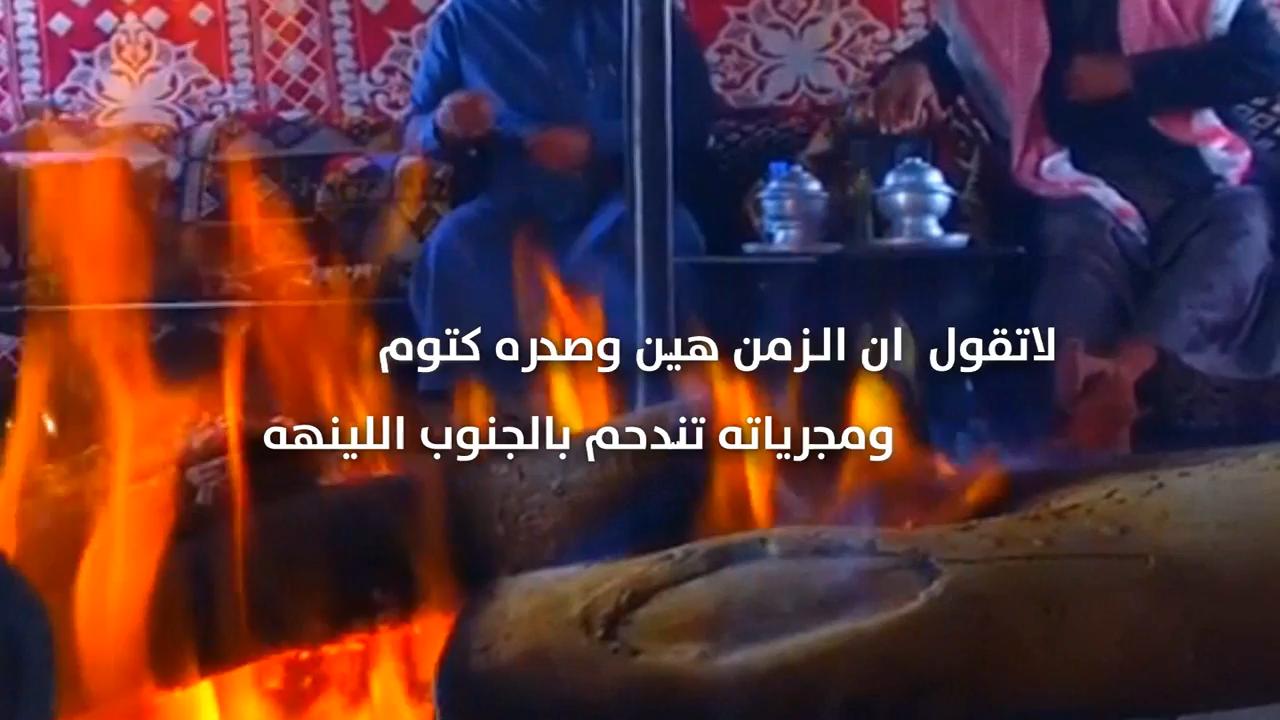 لاتقول ان الزمن هين وصدره كتوم
ومجرياته تندحم بالجنوب اللينهه